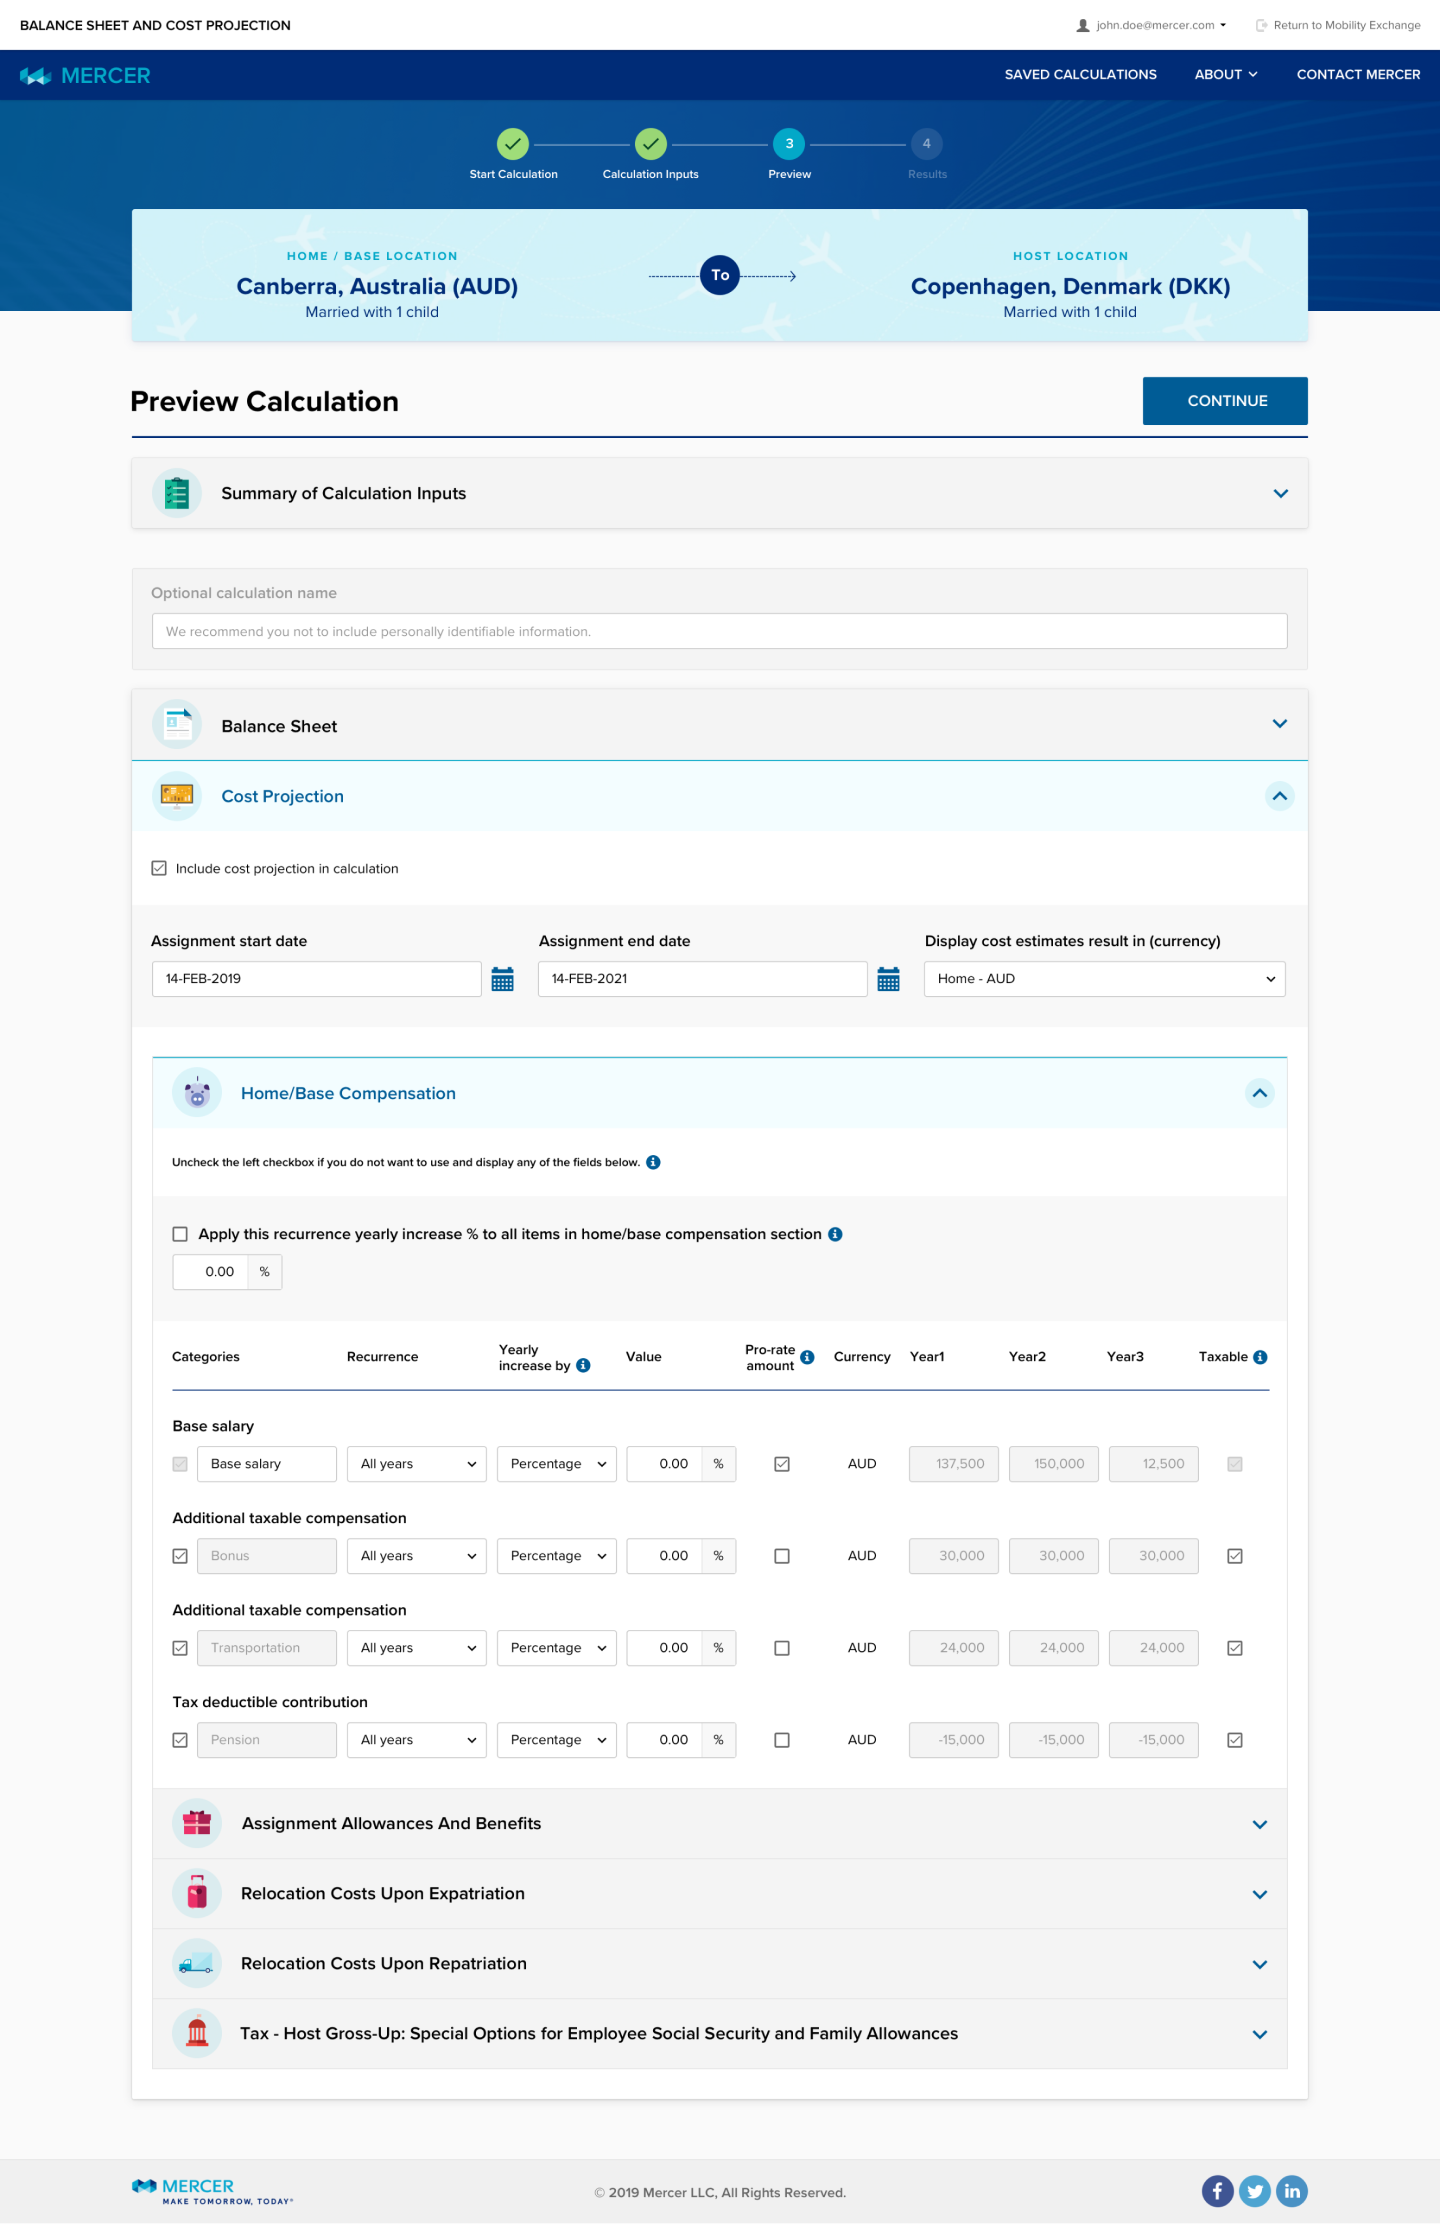 BALANCE SHEET AND COST PROJECTION
john.doe@mercer.com
Return to Mobility Exchange
MERCER
SAVED CALCULATIONS
ABOUT
CONTACT MERCER
3
4
Start Calculation
Calculation Inputs
Preview
Results
HOME / BASE LOCATION
Canberra, Australia (AUD)
Married with 1 child
To
HOST LOCATION
Copenhagen, Denmark (DKK)
Married with 1 child
Preview Calculation
CONTINUE
Summary of Calculation Inputs
Optional calculation name
We recommend you not to include personally identifiable information.
Balance Sheet
Cost Projection
Include cost projection in calculation
Assignment start date
Assignment end date
Display cost estimates result in (currency)
14-FEB-2019
14-FEB-2021
Home - AUD
Home/Base Compensation
Uncheck the left checkbox if you do not want to use and display any of the fields below.
Apply this recurrence yearly increase % to all items in home/base compensation section
0.00 %
Categories
Recurrence
Yearly increase by
Value
Pro-rate amount
Currency
Year1
Year2
Year3
Taxable
Base salary
Base salary All years Percentage 0.00 % AUD 137,500 150,000 12,500
Additional taxable compensation
Bonus All years Percentage 0.00 % AUD 30,000 30,000 30,000
Additional taxable compensation
Transportation All years Percentage 0.00 % AUD 24,000 24,000 24,000
Tax deductible contribution
Pension All years Percentage 0.00 % AUD -15,000 -15,000 -15,000
Assignment Allowances And Benefits
Relocation Costs Upon Expatriation
Relocation Costs Upon Repatriation
Tax - Host Gross-Up: Special Options for Employee Social Security and Family Allowances
MERCER
MAKE TOMORROW, TODAY®
© 2019 Mercer LLC, All Rights Reserved.